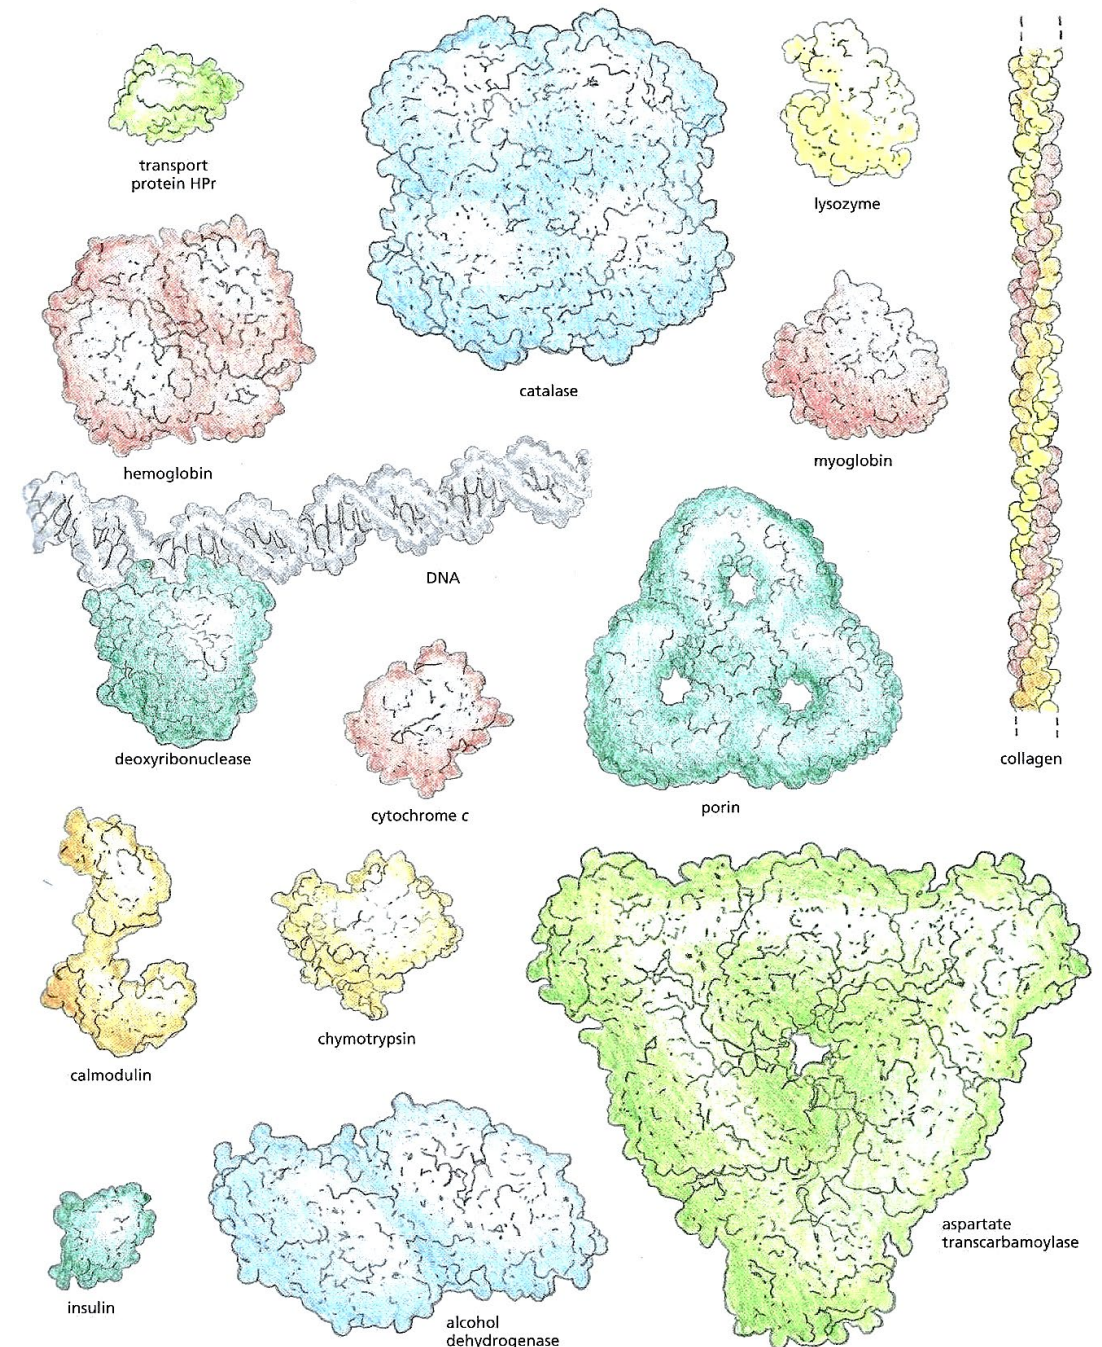 transport
protein HPr
catalase
lysozyme
hemoglobin
myoglobin
DNA
deoxyribonuclease
cytochrome c
porin
collagen
calmodulin
chymotrypsin
insulin
alcohol
dehydrogenase
aspartate
transcarbamoylase